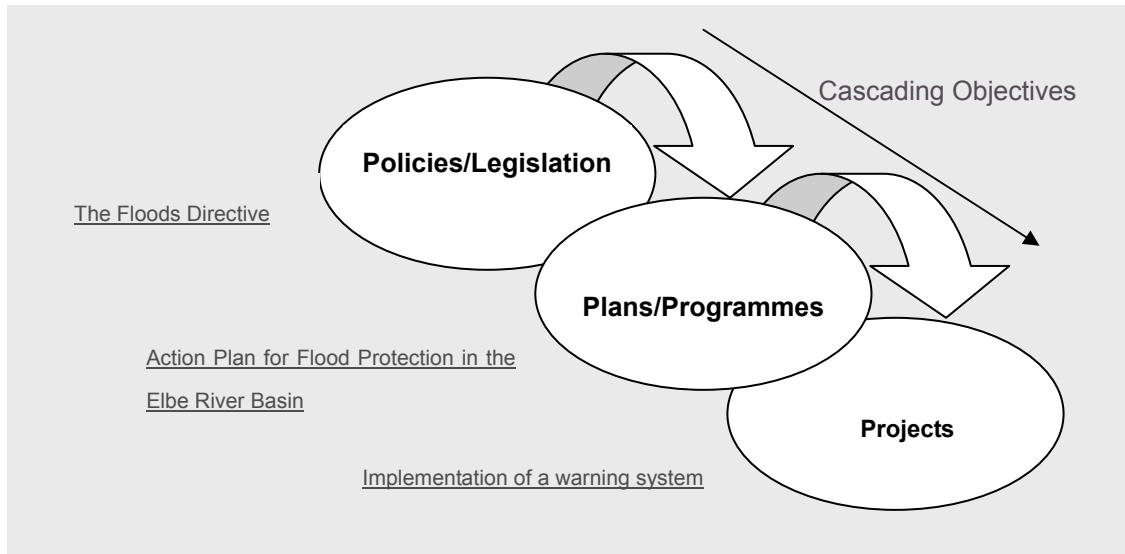 Cascading Objectives
Policies/Legislation
The Floods Directive
Plans/Programmes
Action Plan for Flood Protection in the
Elbe River Basin
Projects
Implementation of a warning system